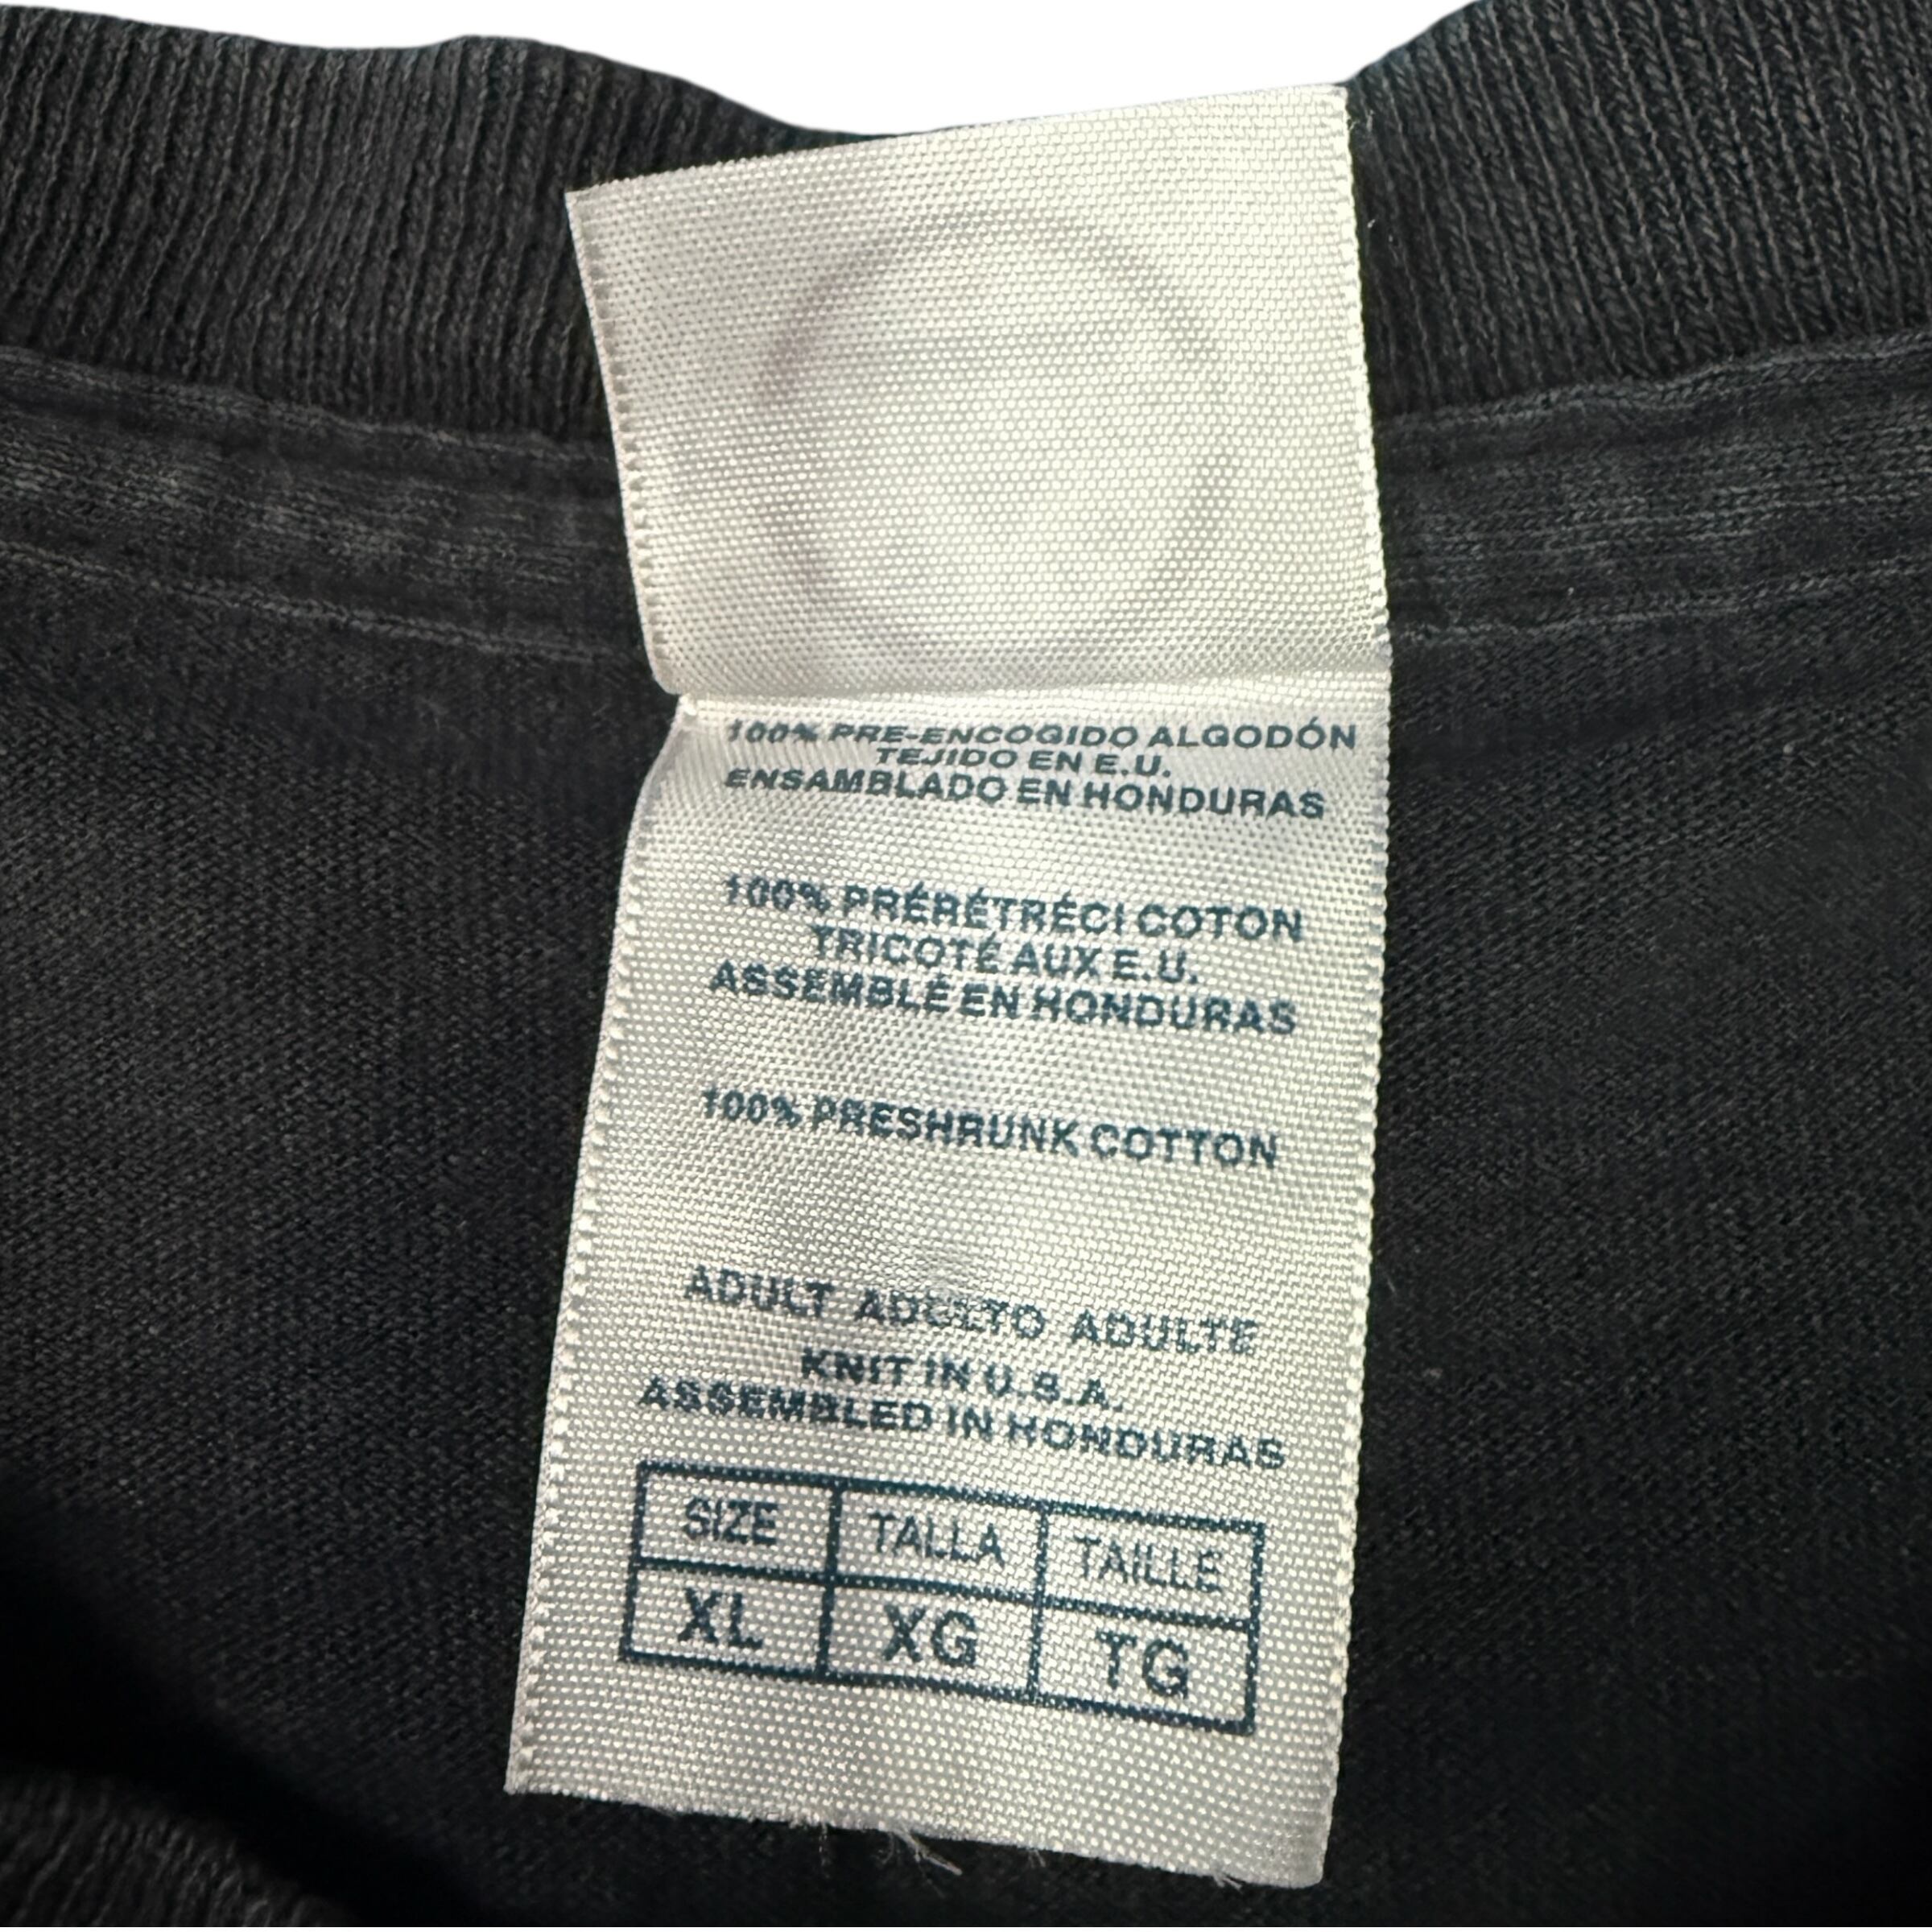 100% PRE-ENCOGIDO ALGODÓN
TEJIDO EN E.U.
ENSAMBLADO EN HONDURAS
100% PRÉRÉTRÉCI COTON
TRICOTÉ AUX E.U.
ASSEMBLÉ EN HONDURAS
100% PRESHRUNK COTTON
ADULT ADULTO ADULTE
KNIT IN U.S.A.
ASSEMBLED IN HONDURAS
SIZE TALLA TAILLE
XL XG TG